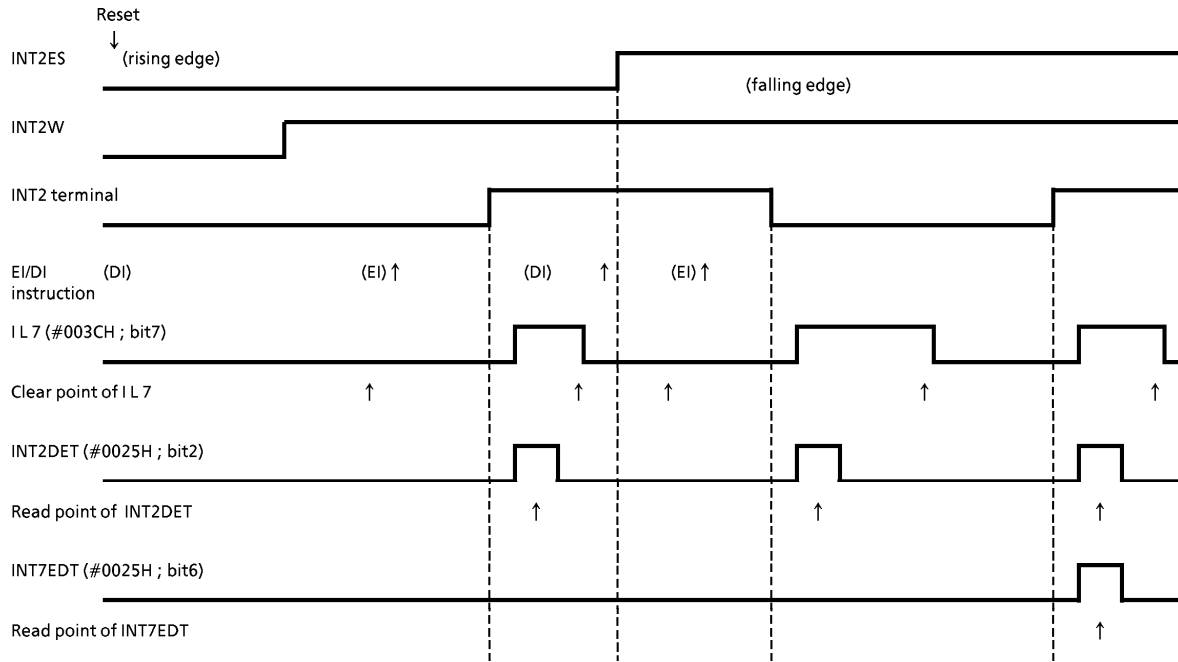 Reset
↓
INT2ES (rising edge)
(falling edge)
INT2W
INT2 terminal
EI/DI (DI) (EI)↑ (DI) ↑ (EI)↑
instruction
I L 7 (#003CH ; bit7)
Clear point of I L 7 ↑ ↑ ↑ ↑ ↑
INT2DET (#0025H ; bit2)
Read point of INT2DET ↑ ↑ ↑
INT7EDT (#0025H ; bit6)
Read point of INT7EDT ↑